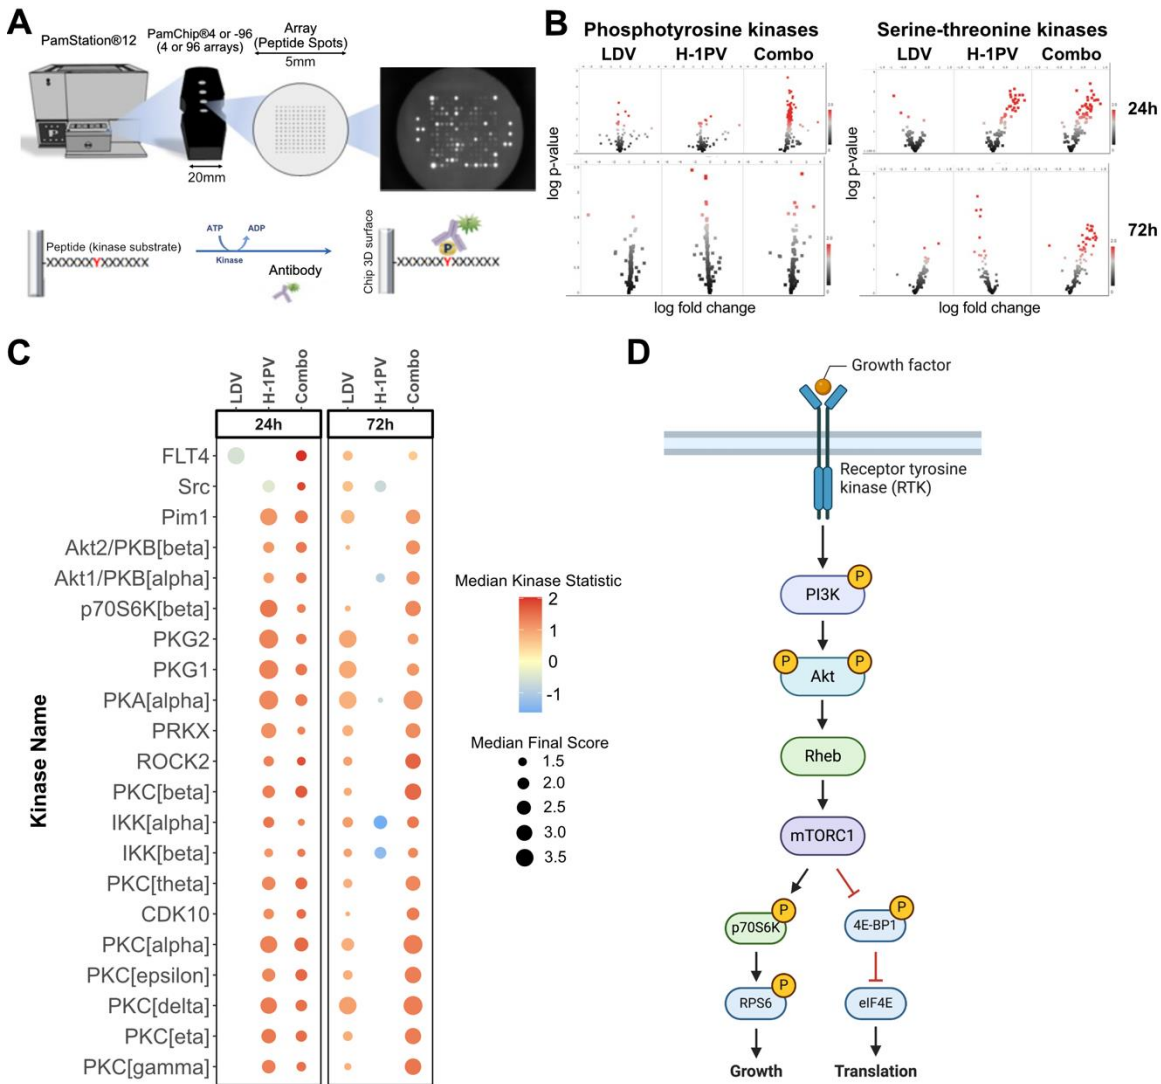 A
PamStation®12
PamChip®4 or -96
(4 or 96 arrays)
Array
(Peptide Spots)
5mm
20mm
P
Peptide (kinase substrate)
XXXXXXYXXXXXX
ATP
ADP
Kinase
Antibody
Chip 3D surface
P
XXXXXXYXXXXXX
B
Phosphotyrosine kinases
Serine-threonine kinases
LDV
H-1PV
Combo
LDV
H-1PV
Combo
24h
72h
log p-value
log p-value
log fold change
log fold change
C
LDV
H-1PV
Combo
LDV
H-1PV
Combo
24h
72h
Kinase Name
FLT4
Src
Pim1
Akt2/PKB[beta]
Akt1/PKB[alpha]
p70S6K[beta]
PKG2
PKG1
PKA[alpha]
PRKX
ROCK2
PKC[beta]
IKK[alpha]
IKK[beta]
PKC[theta]
CDK10
PKC[alpha]
PKC[epsilon]
PKC[delta]
PKC[eta]
PKC[gamma]
Median Kinase Statistic
2
1
0
-1
Median Final Score
1.5
2.0
2.5
3.0
3.5
D
Growth factor
Receptor tyrosine
kinase (RTK)
P
PI3K
P
P
Akt
Rheb
mTORC1
P
P
p70S6K
4E-BP1
P
RPS6
eIF4E
Growth
Translation